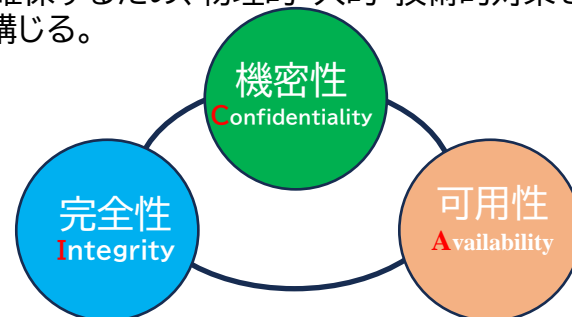 確保するため、物理的・人的・技術的対策を
講じる。
機密性
Confidentiality
完全性
Integrity
可用性
Availability